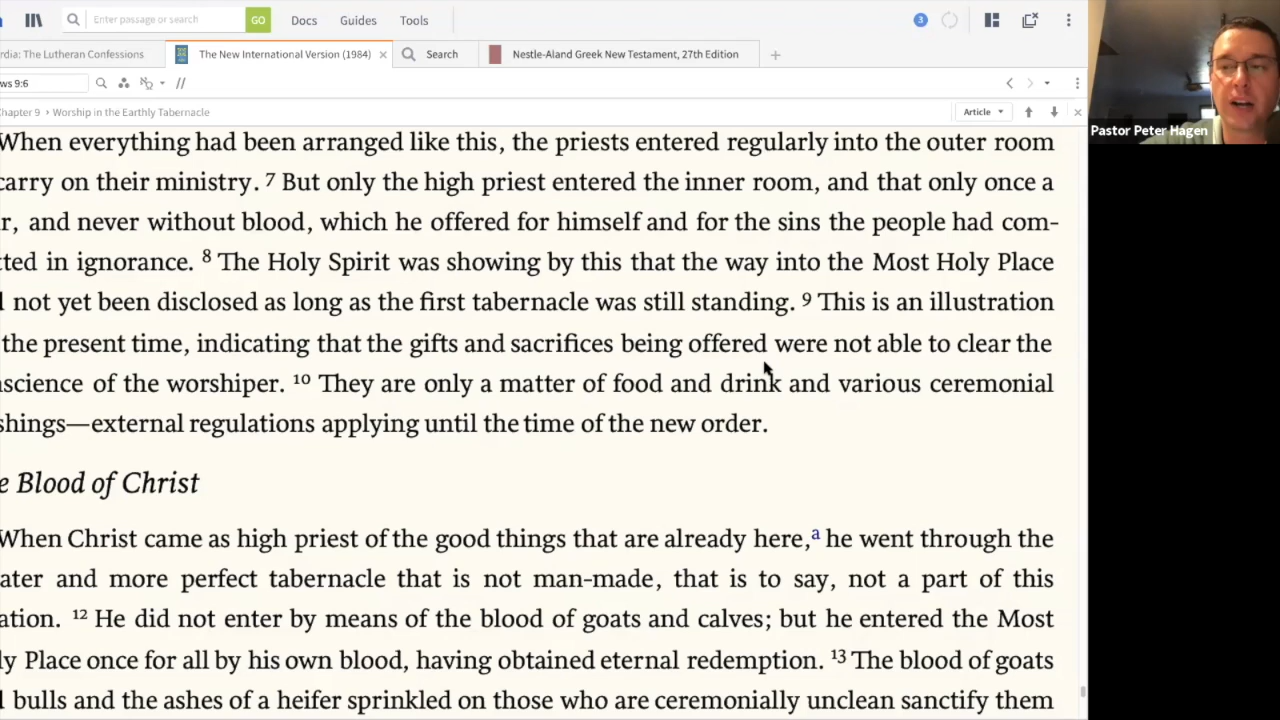 Enter passage or search GO Docs Guides Tools 3
rdia: The Lutheran Confessions The New International Version (1984) Search Nestle-Aland Greek New Testament, 27th Edition
ws 9:6
Chapter 9 › Worship in the Earthly Tabernacle Article
Pastor Peter Hagen
When everything had been arranged like this, the priests entered regularly into the outer room
carry on their ministry. 7 But only the high priest entered the inner room, and that only once a
r, and never without blood, which he offered for himself and for the sins the people had com-
tted in ignorance. 8 The Holy Spirit was showing by this that the way into the Most Holy Place
l not yet been disclosed as long as the first tabernacle was still standing. 9 This is an illustration
the present time, indicating that the gifts and sacrifices being offered were not able to clear the
nscience of the worshiper. 10 They are only a matter of food and drink and various ceremonial
shings—external regulations applying until the time of the new order.
e Blood of Christ
When Christ came as high priest of the good things that are already here,a he went through the
ater and more perfect tabernacle that is not man-made, that is to say, not a part of this
ation. 12 He did not enter by means of the blood of goats and calves; but he entered the Most
ly Place once for all by his own blood, having obtained eternal redemption. 13 The blood of goats
l bulls and the ashes of a heifer sprinkled on those who are ceremonially unclean sanctify them